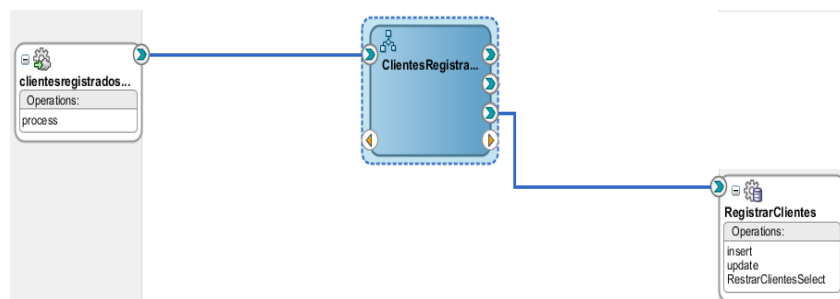 clientesregistrados...
Operations:
process
ClientesRegistra...
RegistrarClientes
Operations:
insert
update
RestrarClientesSelect